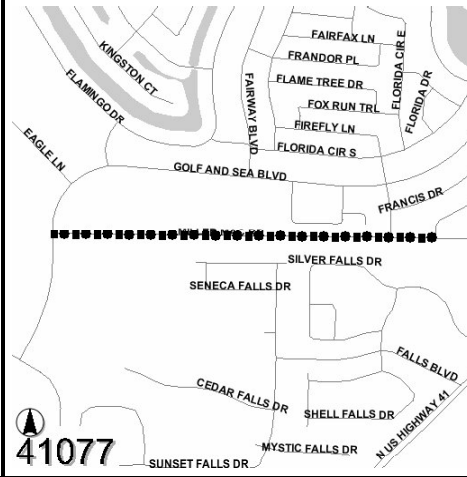 FAIRFAX LN
FRANDOR PL
FLAME TREE DR
FOX RUN TRL
FIREFLY LN
FLORIDA CIR S
FLORIDA CIR E
FLORIDA DR
KINGSTON CT
FLAMINGO DR
FAIRWAY BLVD
EAGLE LN
GOLF AND SEA BLVD
FRANCIS DR
SILVER FALLS DR
SENECA FALLS DR
FALLS BLVD
CEDAR FALLS DR
SHELL FALLS DR
N US HIGHWAY 41
MYSTIC FALLS DR
SUNSET FALLS DR
41077